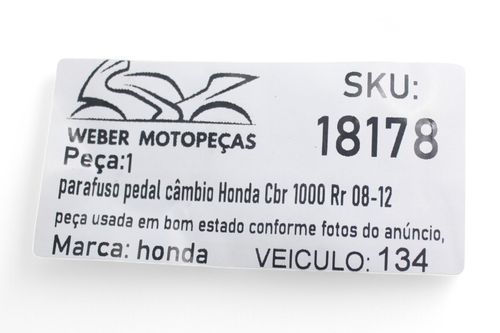 WEBER MOTOPEÇAS
SKU:
18178
Peça:1
parafuso pedal câmbio Honda Cbr 1000 Rr 08-12
peça usada em bom estado conforme fotos do anúncio,
Marca: honda
VEICULO: 134